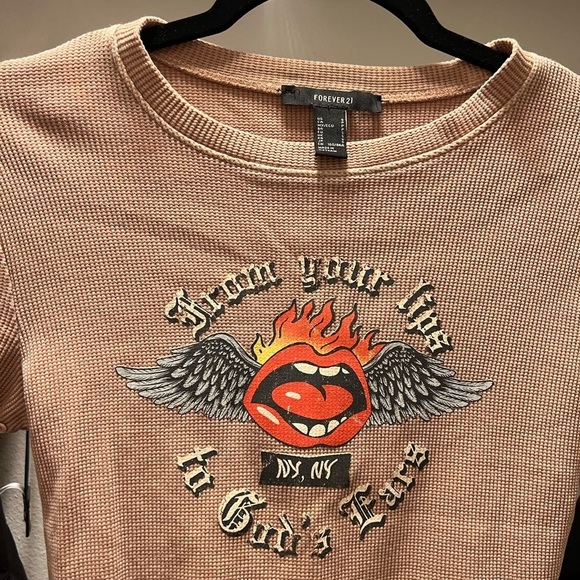 FOREVER 21
From your lips
NY, NY
to God's Ears